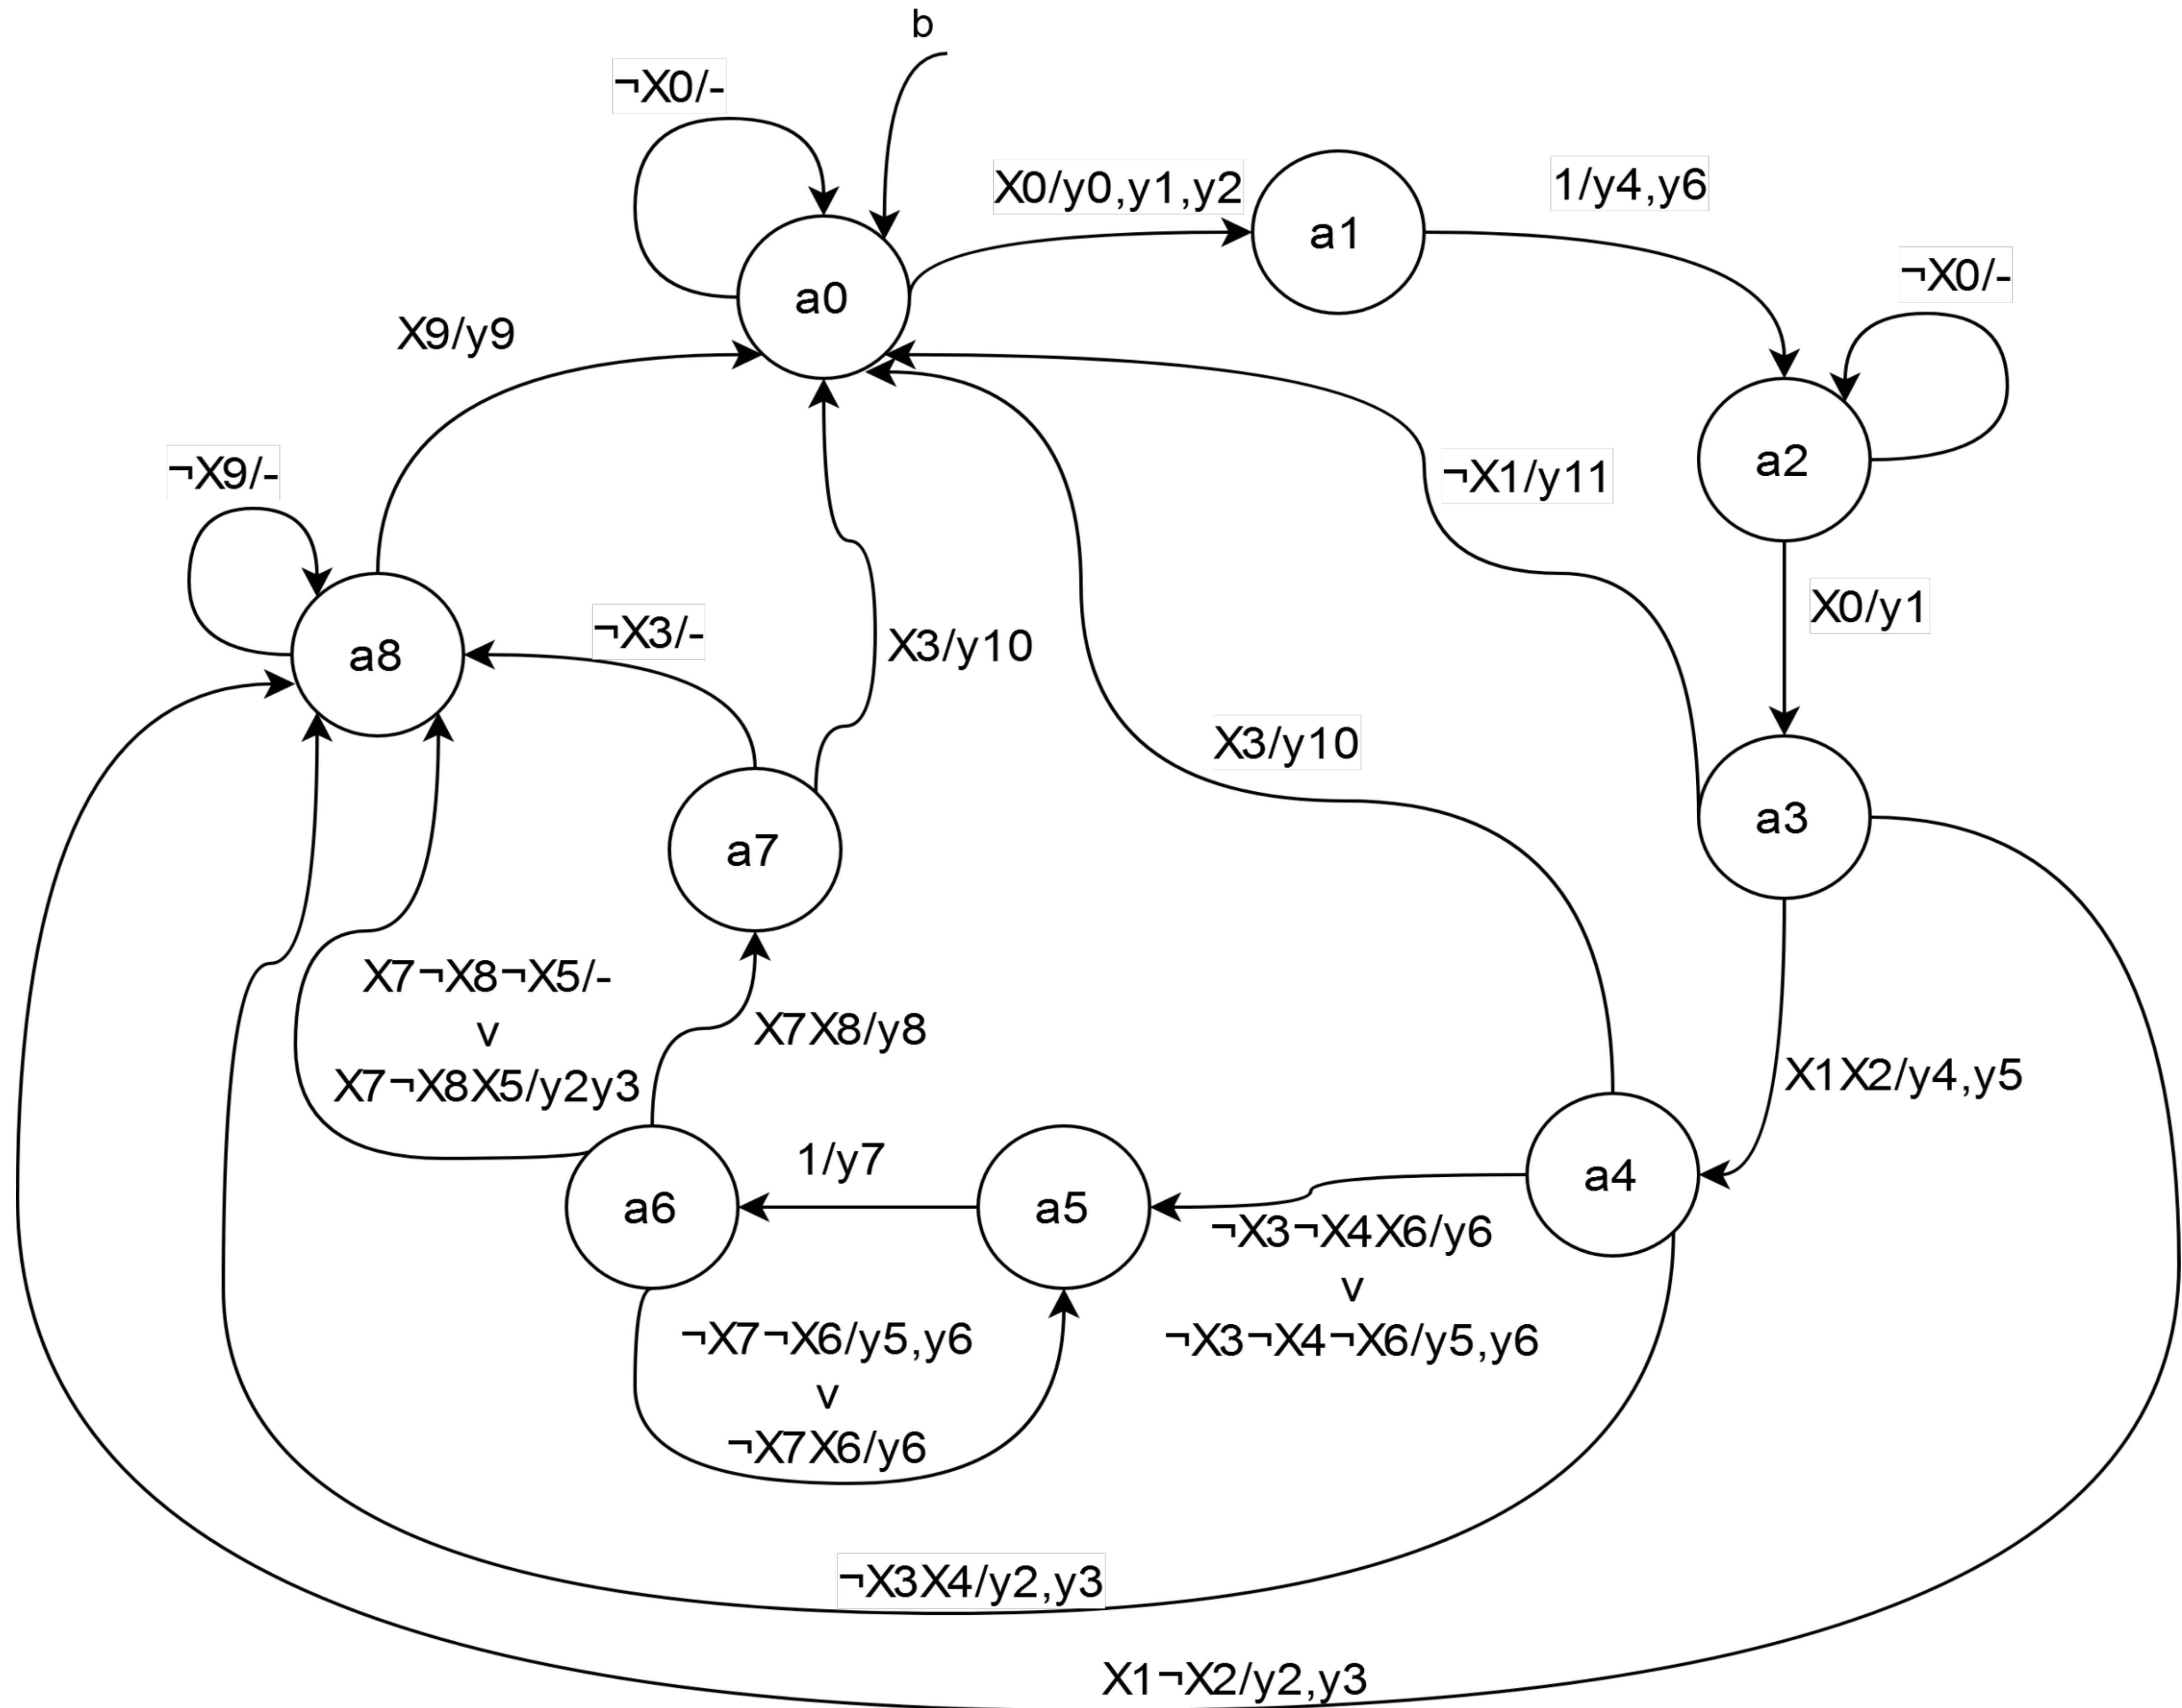 b
¬X0/-
X0/y0,y1,y2
a1
1/y4,y6
¬X0/-
a0
X9/y9
a2
¬X9/-
¬X1/y11
X0/y1
¬X3/-
X3/y10
a8
X3/y10
a3
a7
X7¬X8¬X5/-
v
X7¬X8X5/y2y3
X7X8/y8
X1X2/y4,y5
1/y7
a6
a5
a4
¬X3¬X4X6/y6
v
¬X3¬X4¬X6/y5,y6
¬X7¬X6/y5,y6
v
¬X7X6/y6
¬X3X4/y2,y3
X1¬X2/y2,y3